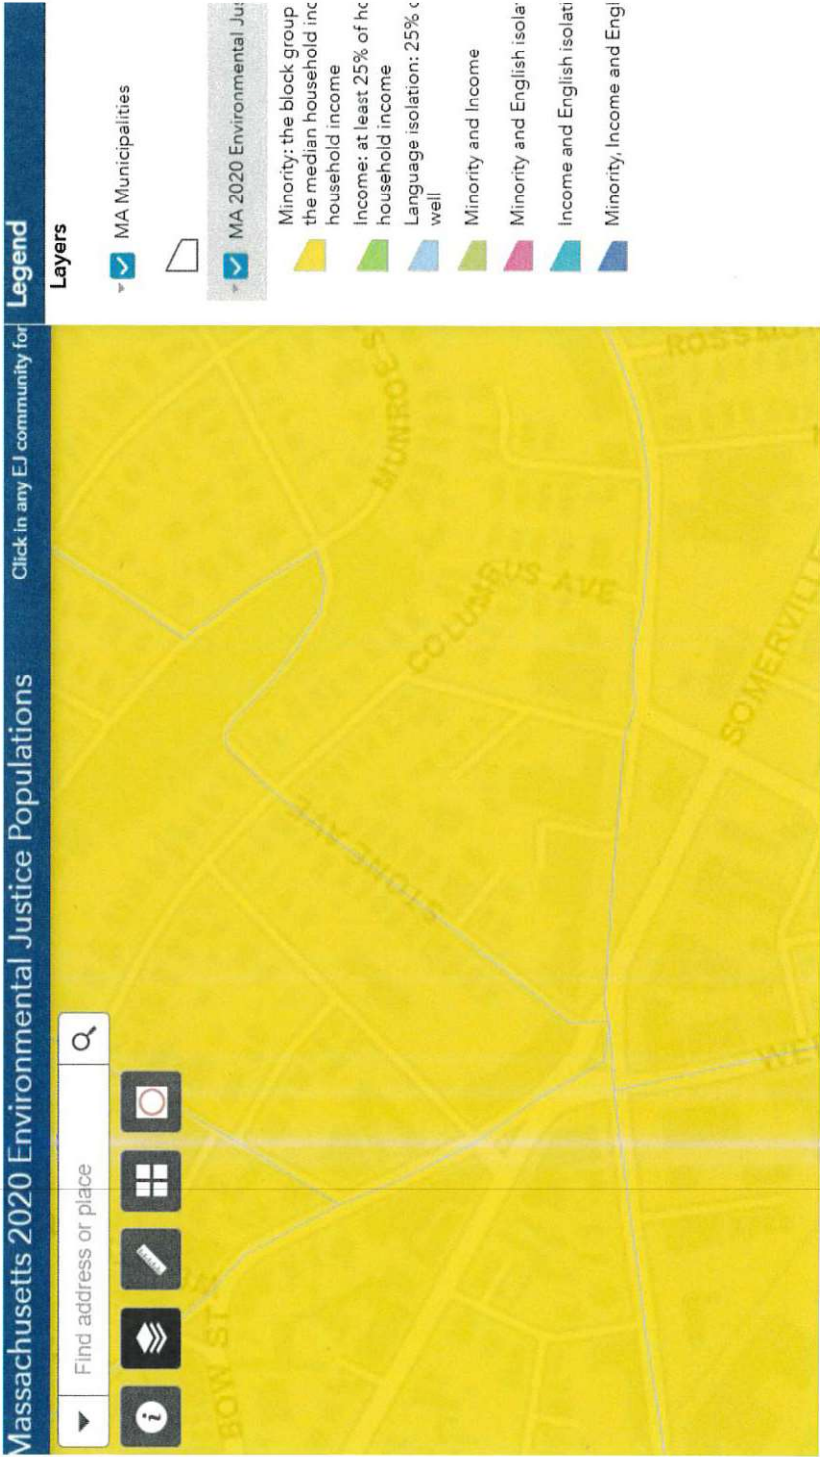 Massachusetts 2020 Environmental Justice Populations
Click in any EJ community for
Legend
Find address or place
BOW ST
STONE AVE
COLUMBUS AVE
MUNROE S
SOMERVILLE
Layers
MA Municipalities
MA 2020 Environmental Jus
Minority: the block group
the median household inc
household income
Income: at least 25% of ho
household income
Language isolation: 25% o
well
Minority and Income
Minority and English isola
Income and English isolati
Minority, Income and Engl